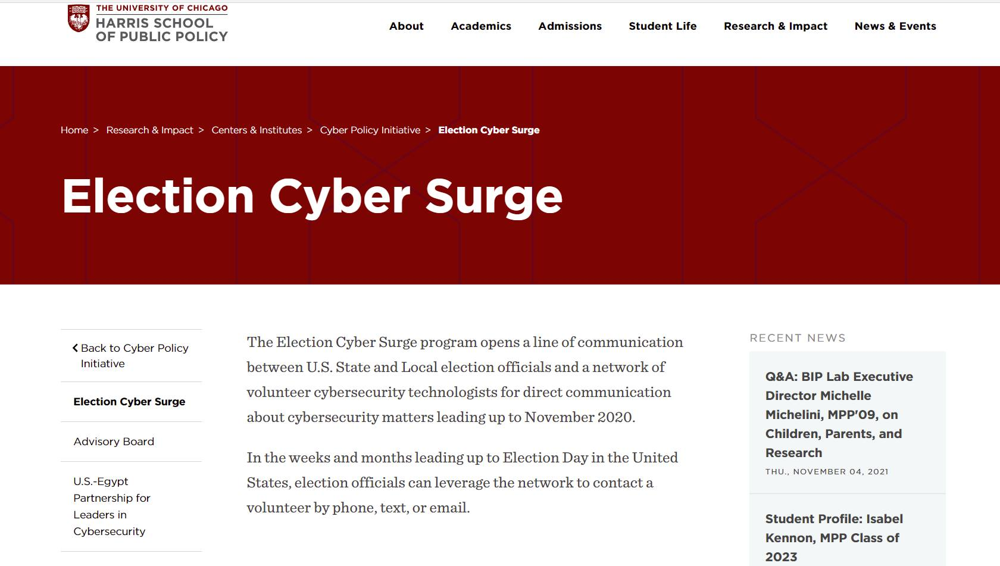 THE UNIVERSITY OF CHICAGO
HARRIS SCHOOL
OF PUBLIC POLICY
About Academics Admissions Student Life Research & Impact News & Events
Home > Research & Impact > Centers & Institutes > Cyber Policy Initiative > Election Cyber Surge
Election Cyber Surge
Back to Cyber Policy
Initiative
Election Cyber Surge
Advisory Board
U.S.-Egypt
Partnership for
Leaders in
Cybersecurity
The Election Cyber Surge program opens a line of communication
between U.S. State and Local election officials and a network of
volunteer cybersecurity technologists for direct communication
about cybersecurity matters leading up to November 2020.
In the weeks and months leading up to Election Day in the United
States, election officials can leverage the network to contact a
volunteer by phone, text, or email.
RECENT NEWS
Q&A: BIP Lab Executive
Director Michelle
Michelini, MPP'09, on
Children, Parents, and
Research
THU., NOVEMBER 04, 2021
Student Profile: Isabel
Kennon, MPP Class of
2023